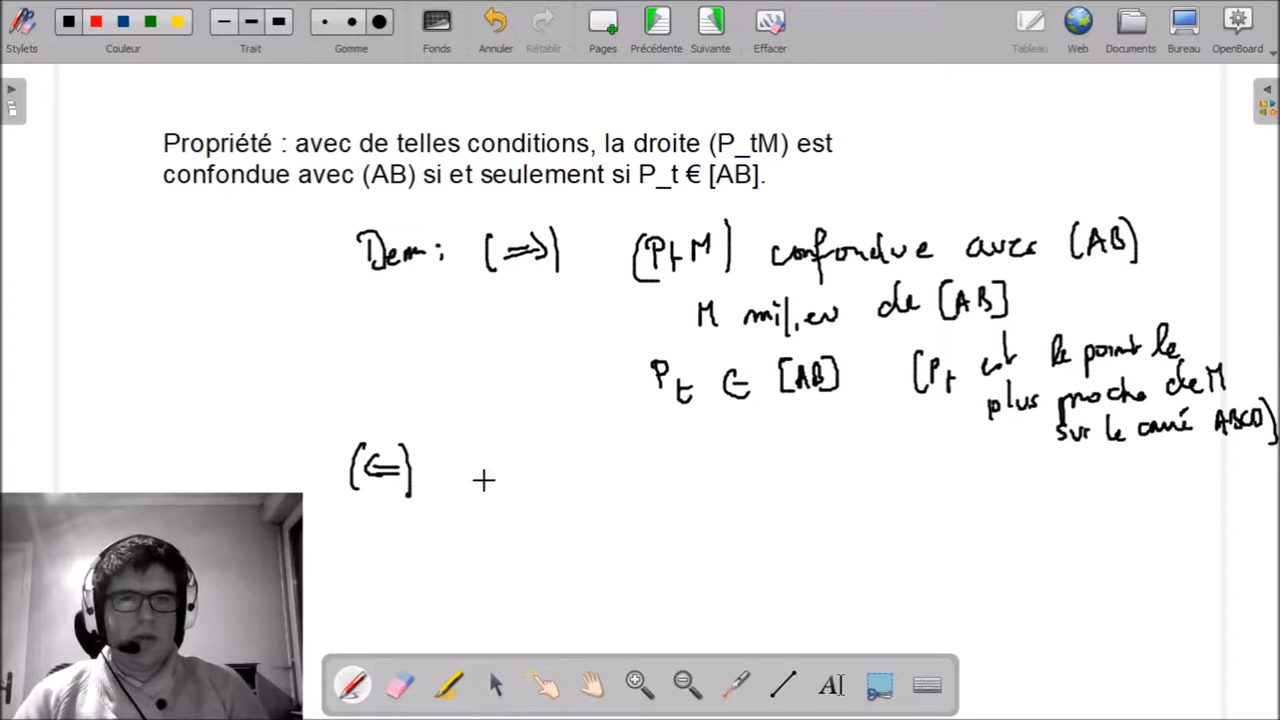 Stylets
Couleur
Trait
Gomme
Fonds
Annuler
Rétablir
Pages
Précédente
Suivante
Effacer
Tableau
Web
Documents
Bureau
OpenBoard
Propriété : avec de telles conditions, la droite (P_tM) est
confondue avec (AB) si et seulement si P_t € [AB].
Dem : (⇒) (PtM) confondue avec (AB)
M milieu de [AB]
Pt ∈ [AB] (Pt est le point le
plus proche de M
sur le carré ABCD)
(⇐)
AI